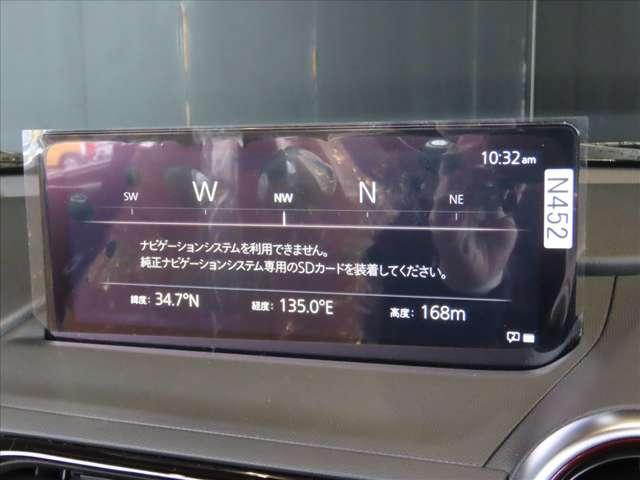 10:32 am
SW W NW N NE
N452
ナビゲーションシステムを利用できません。
純正ナビゲーションシステム専用のSDカードを装着してください。
緯度: 34.7°N 経度: 135.0°E 高度: 168m